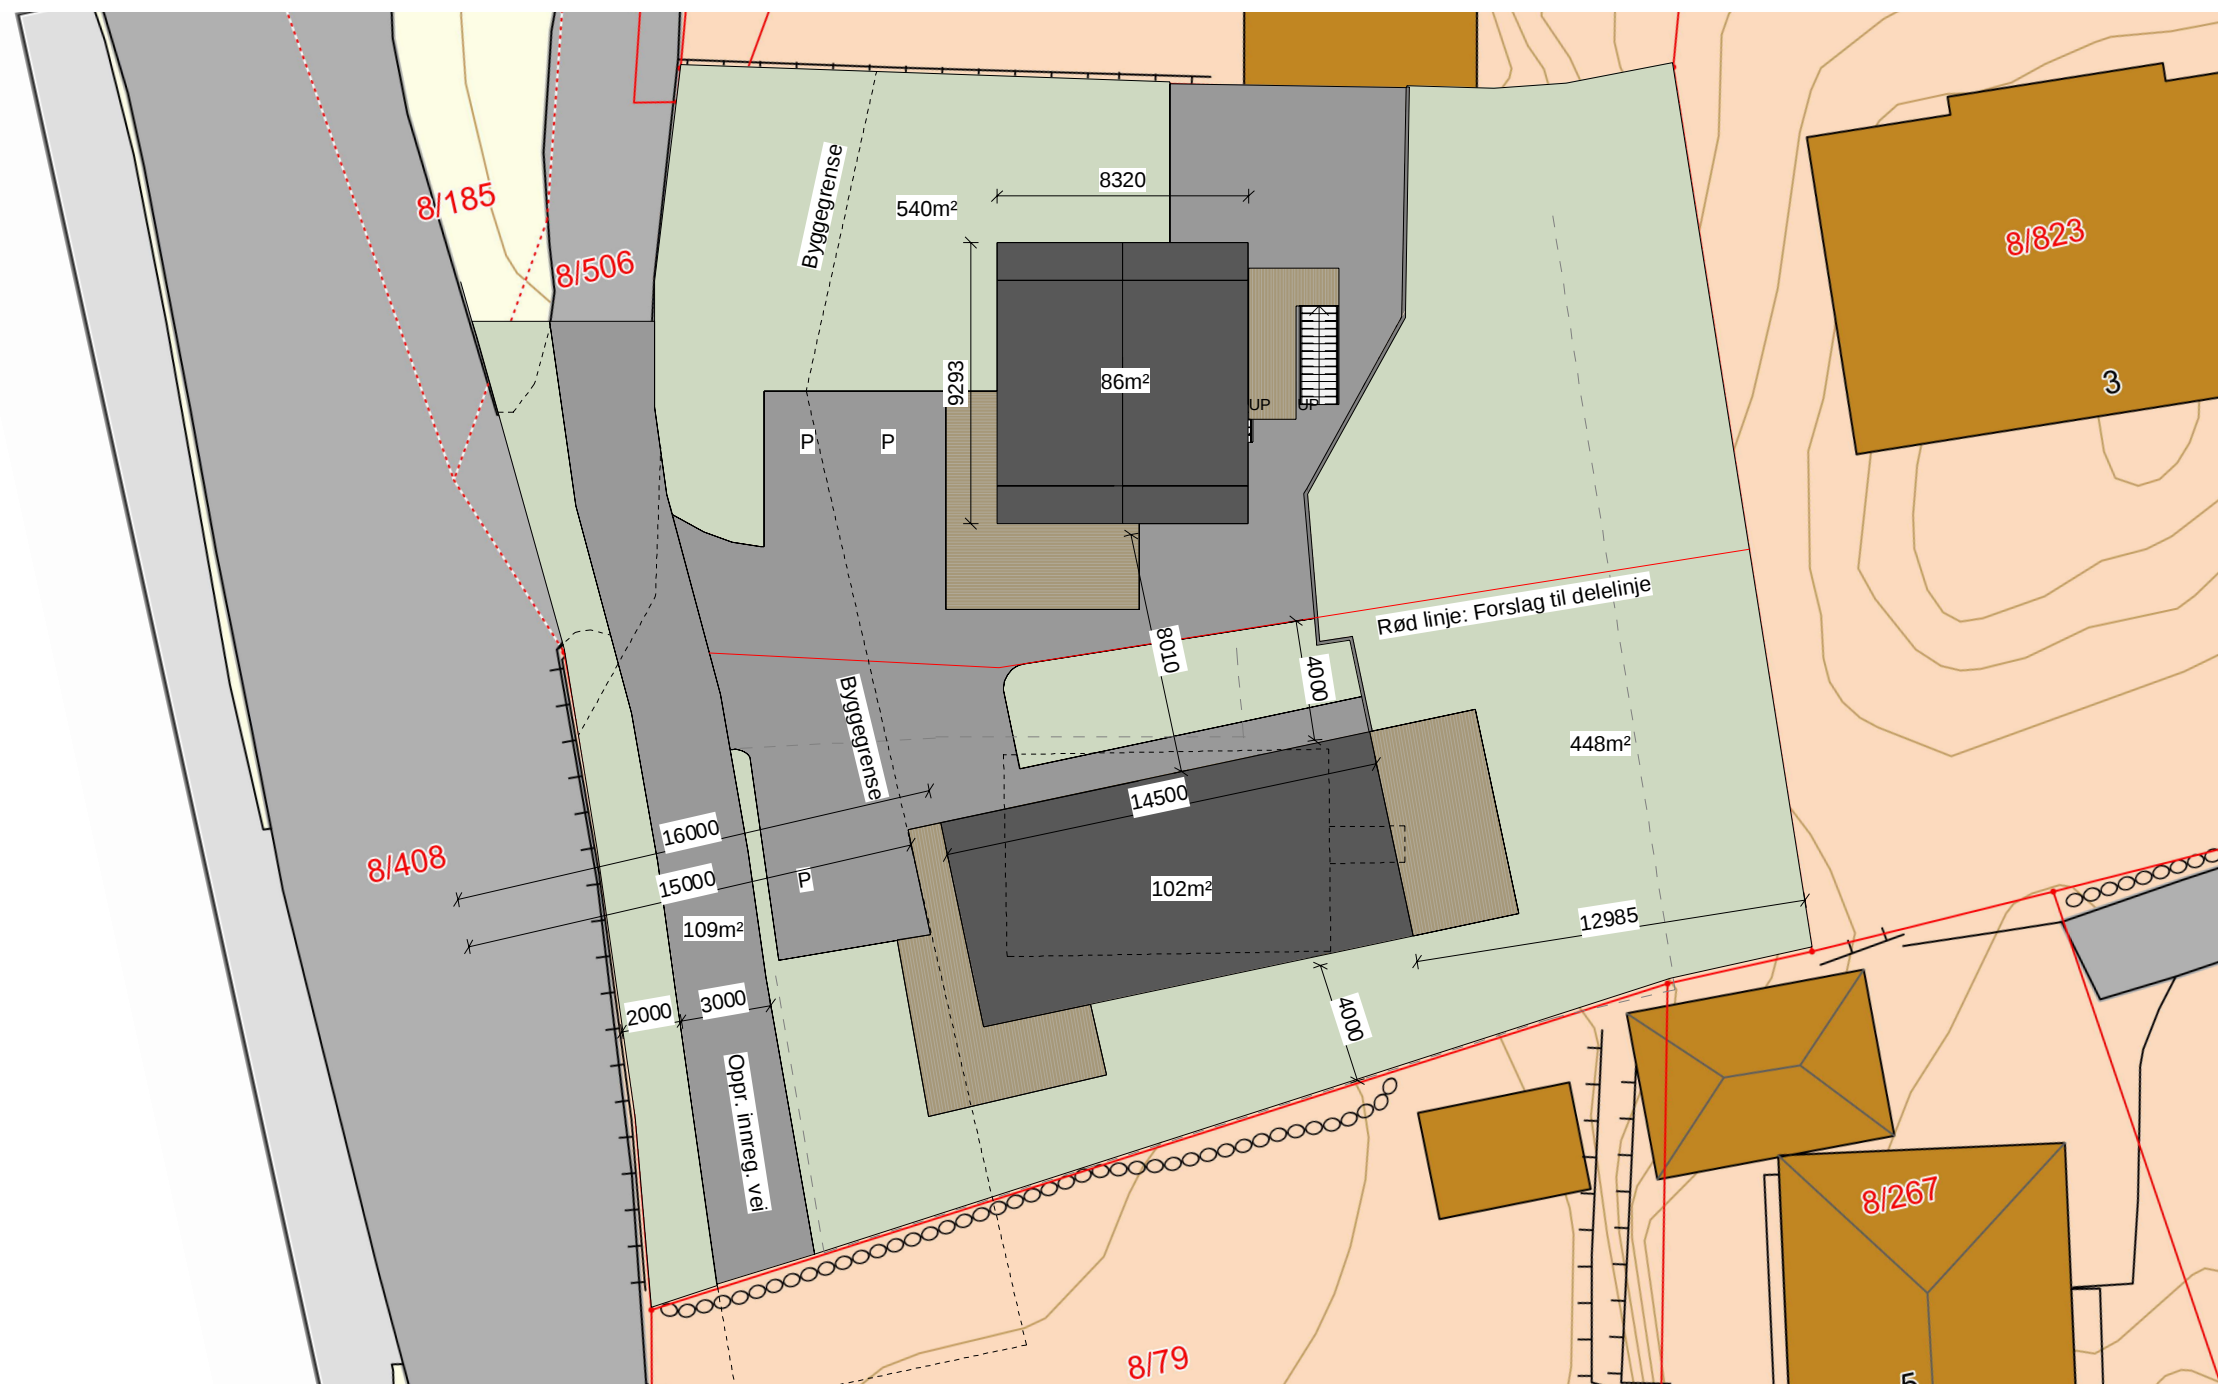 Byggegrense
8320
540m²
8/185
8/506
8/823
9293
86m²
3
UP
UP
P
P
Rød linje: Forslag til delelinje
8010
4000
Byggegrense
448m²
14500
16000
8/408
15000
P
102m²
109m²
12985
2000
3000
4000
Oppr. innreg. vei
8/267
8/79
5